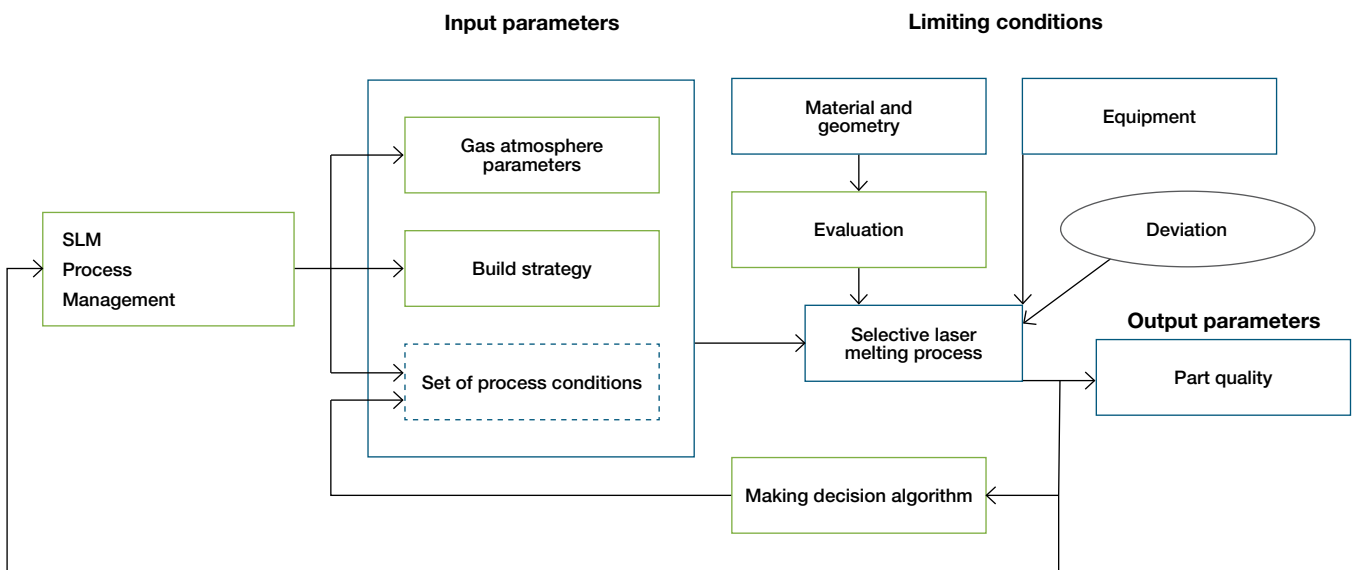 Input parameters
Limiting conditions
Material and
geometry
Equipment
Gas atmosphere
parameters
SLM
Process
Management
Evaluation
Deviation
Build strategy
Output parameters
Selective laser
melting process
Set of process conditions
Part quality
Making decision algorithm